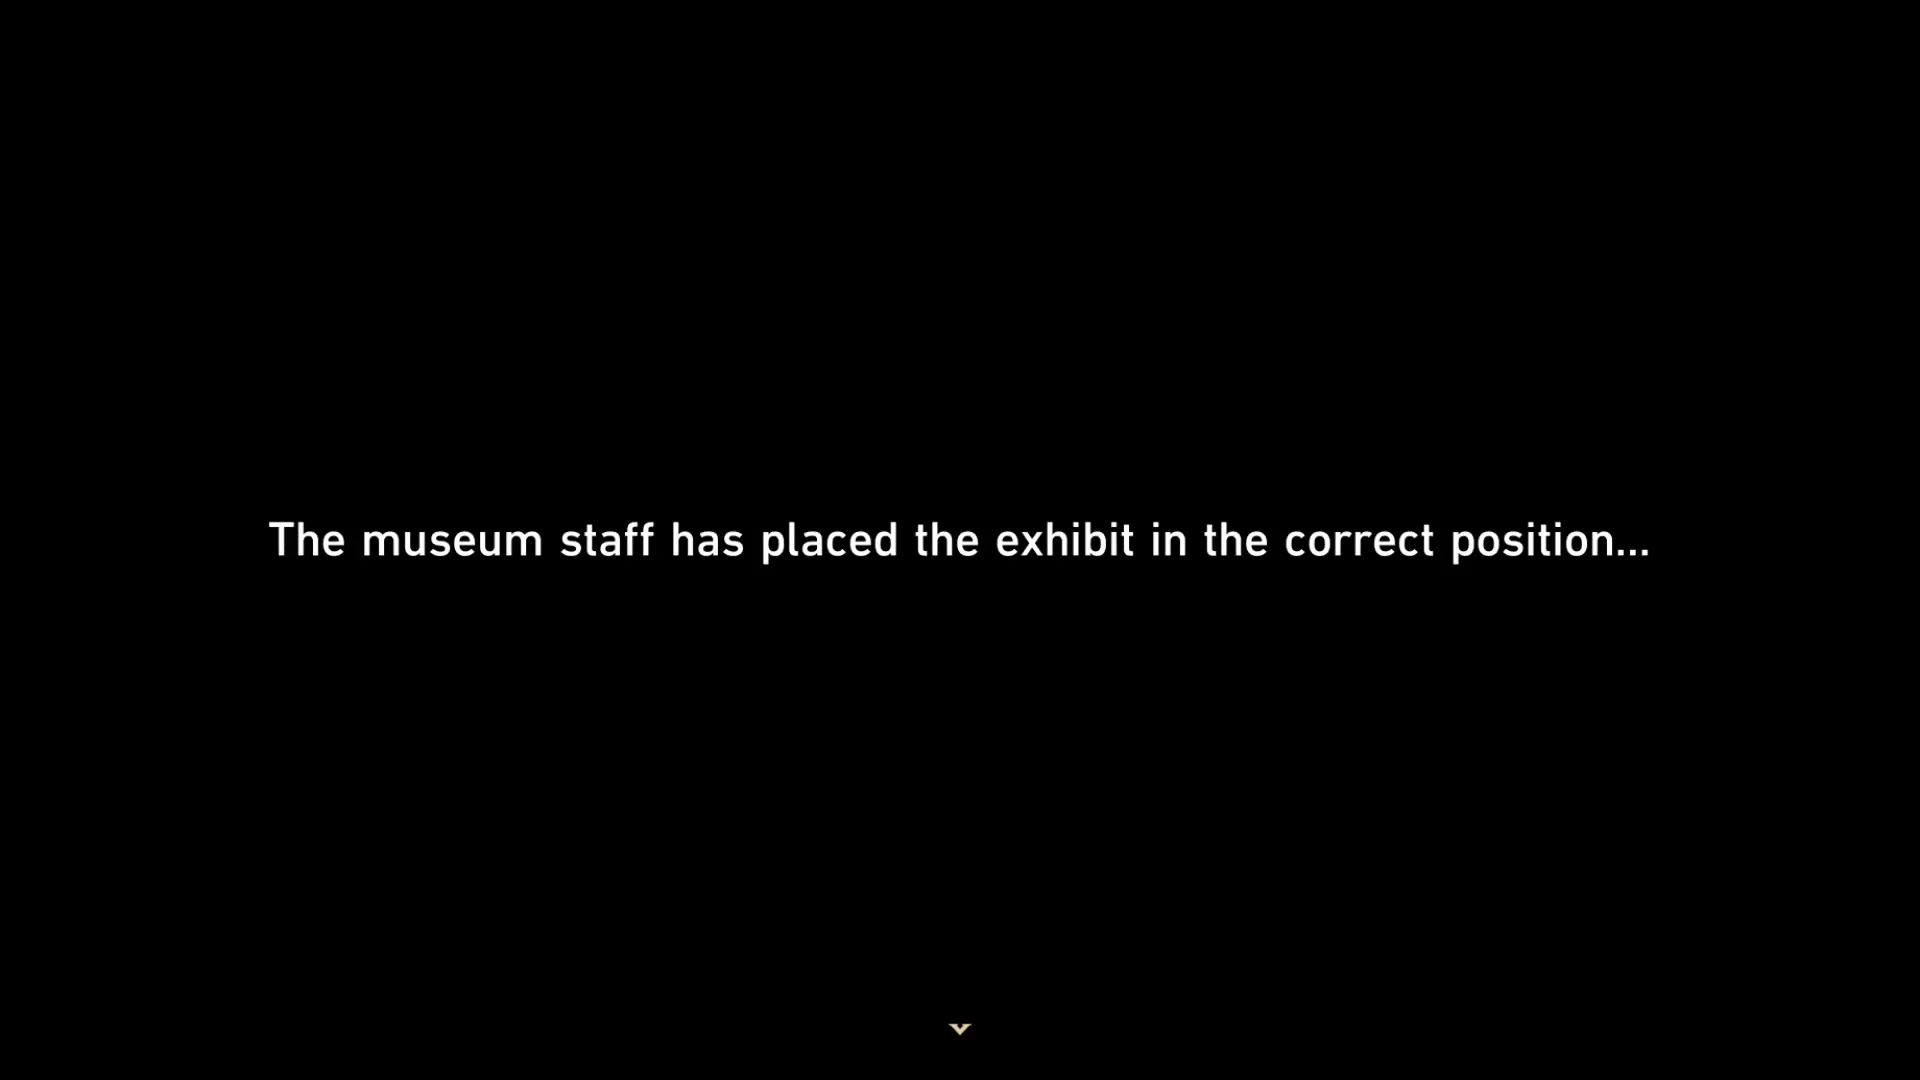 The museum staff has placed the exhibit in the correct position...